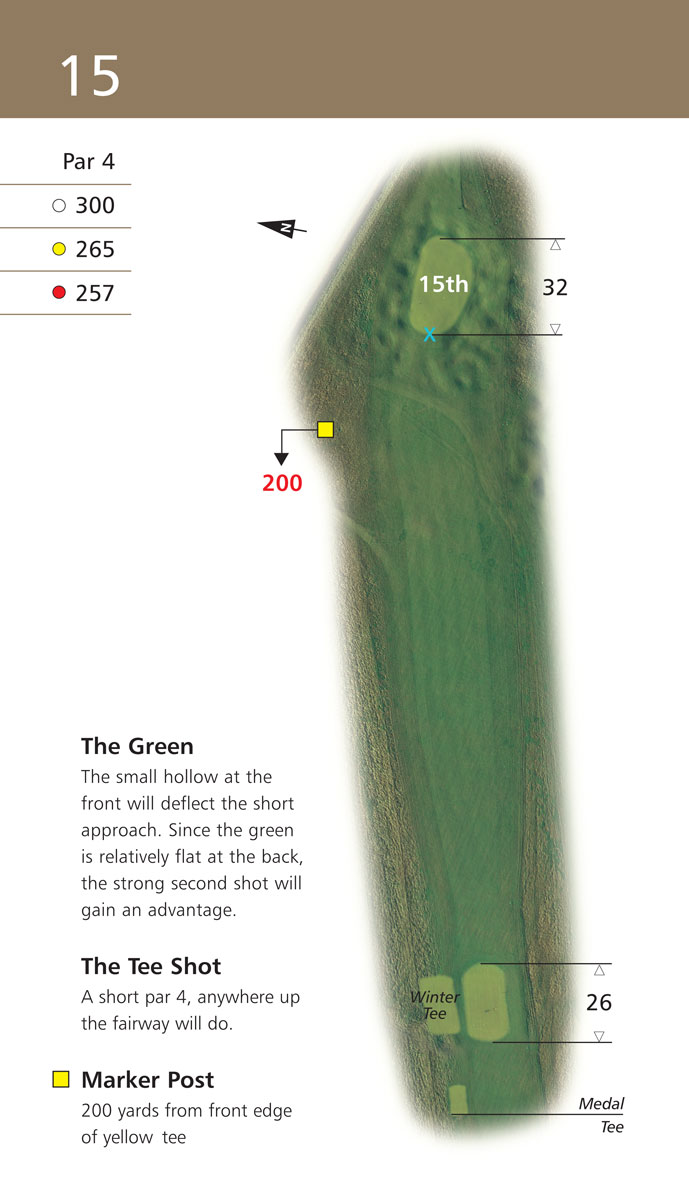 15
Par 4
300
265
257
N
15th
32
X
200
The Green
The small hollow at the
front will deflect the short
approach. Since the green
is relatively flat at the back,
the strong second shot will
gain an advantage.
The Tee Shot
A short par 4, anywhere up
the fairway will do.
Marker Post
200 yards from front edge
of yellow tee
Winter
Tee
26
Medal
Tee